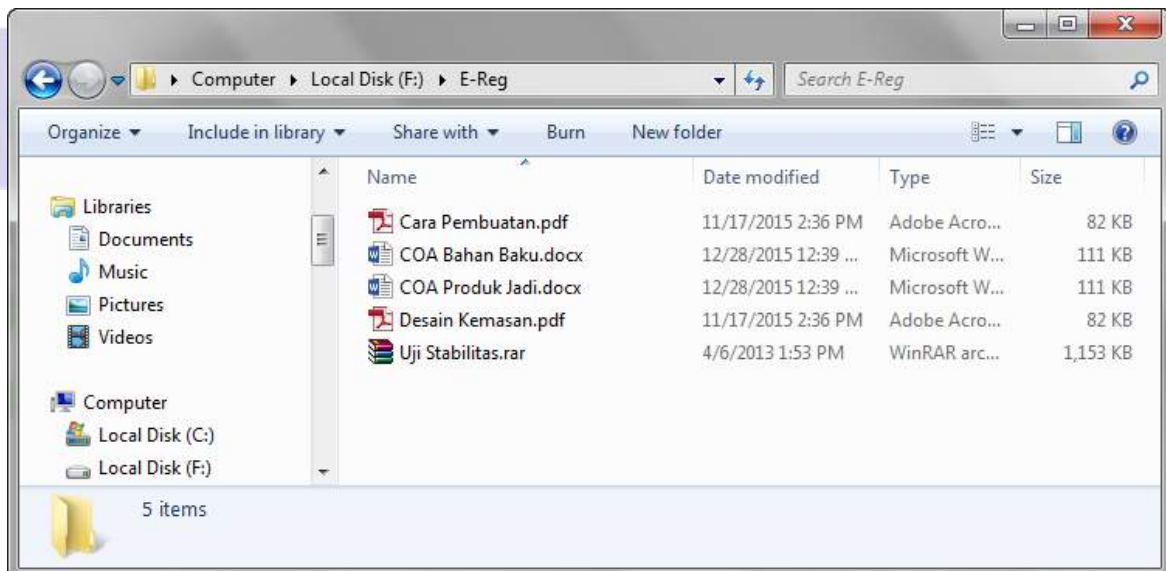 Computer Local Disk (F:) E-Reg Search E-Reg
Organize Include in library Share with Burn New folder
Name Date modified Type Size
Libraries
Documents
Music
Pictures
Videos
Computer
Local Disk (C:)
Local Disk (F:)
Cara Pembuatan.pdf 11/17/2015 2:36 PM Adobe Acro... 82 KB
COA Bahan Baku.docx 12/28/2015 12:39 ... Microsoft W... 111 KB
COA Produk Jadi.docx 12/28/2015 12:39 ... Microsoft W... 111 KB
Desain Kemasan.pdf 11/17/2015 2:36 PM Adobe Acro... 82 KB
Uji Stabilitas.rar 4/6/2013 1:53 PM WinRAR arc... 1,153 KB
5 items